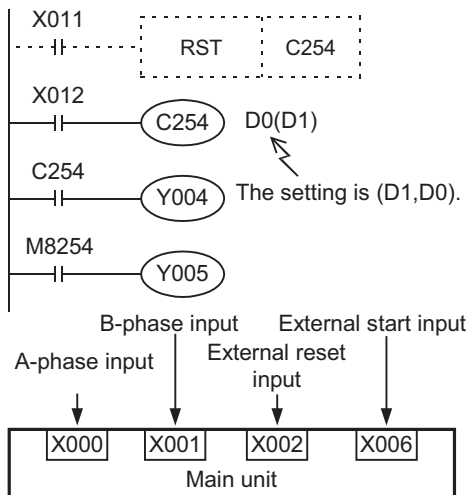 X011
RST C254
X012
C254 D0(D1)
C254
Y004 The setting is (D1,D0).
M8254
Y005
B-phase input External start input
A-phase input External reset
input
X000 X001 X002 X006
Main unit